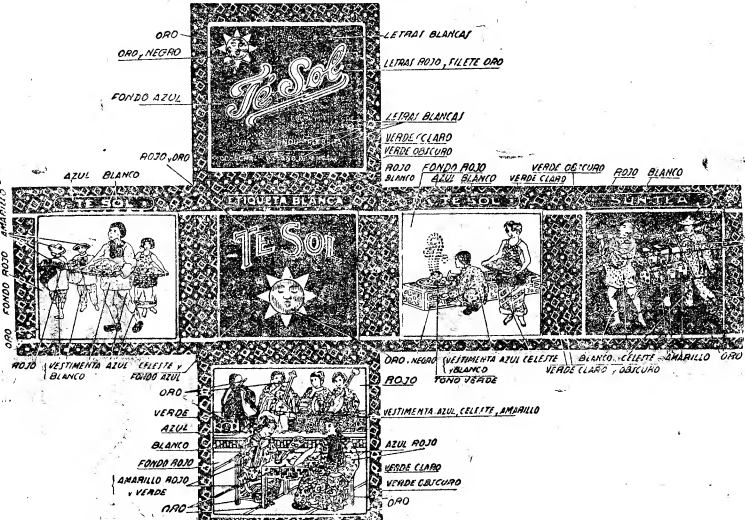 ORO
LETRAS BLANCAS
ORO, NEGRO
LETRAS ROJO, FILETE ORO
Té Sol
FONDO AZUL
LETRAS BLANCAS
VERDE CLARO
VERDE OBSCURO
ROJO, ORO
AZUL BLANCO
ROJO FONDO ROJO
BLANCO AZUL BLANCO
VERDE OBSCURO
VERDE CLARO
ROJO BLANCO
AMARILLO
FONDO ROJO
ORO
TE SOL
ETIQUETA BLANCA
TE SOL
SUN TEA
TE SOL
ROJO
VESTIMENTA AZUL CELESTE Y
BLANCO
FONDO AZUL
ORO, NEGRO
VESTIMENTA AZUL CELESTE
Y BLANCO
ROJO TONO VERDE
BLANCO, CELESTE, AMARILLO ORO
VERDE CLARO Y OBSCURO
ORO
VERDE
AZUL
BLANCO
FONDO ROJO
AMARILLO ROJO
Y VERDE
ORO
VESTIMENTA AZUL, CELESTE, AMARILLO
AZUL ROJO
VERDE CLARO
VERDE OBSCURO
ORO